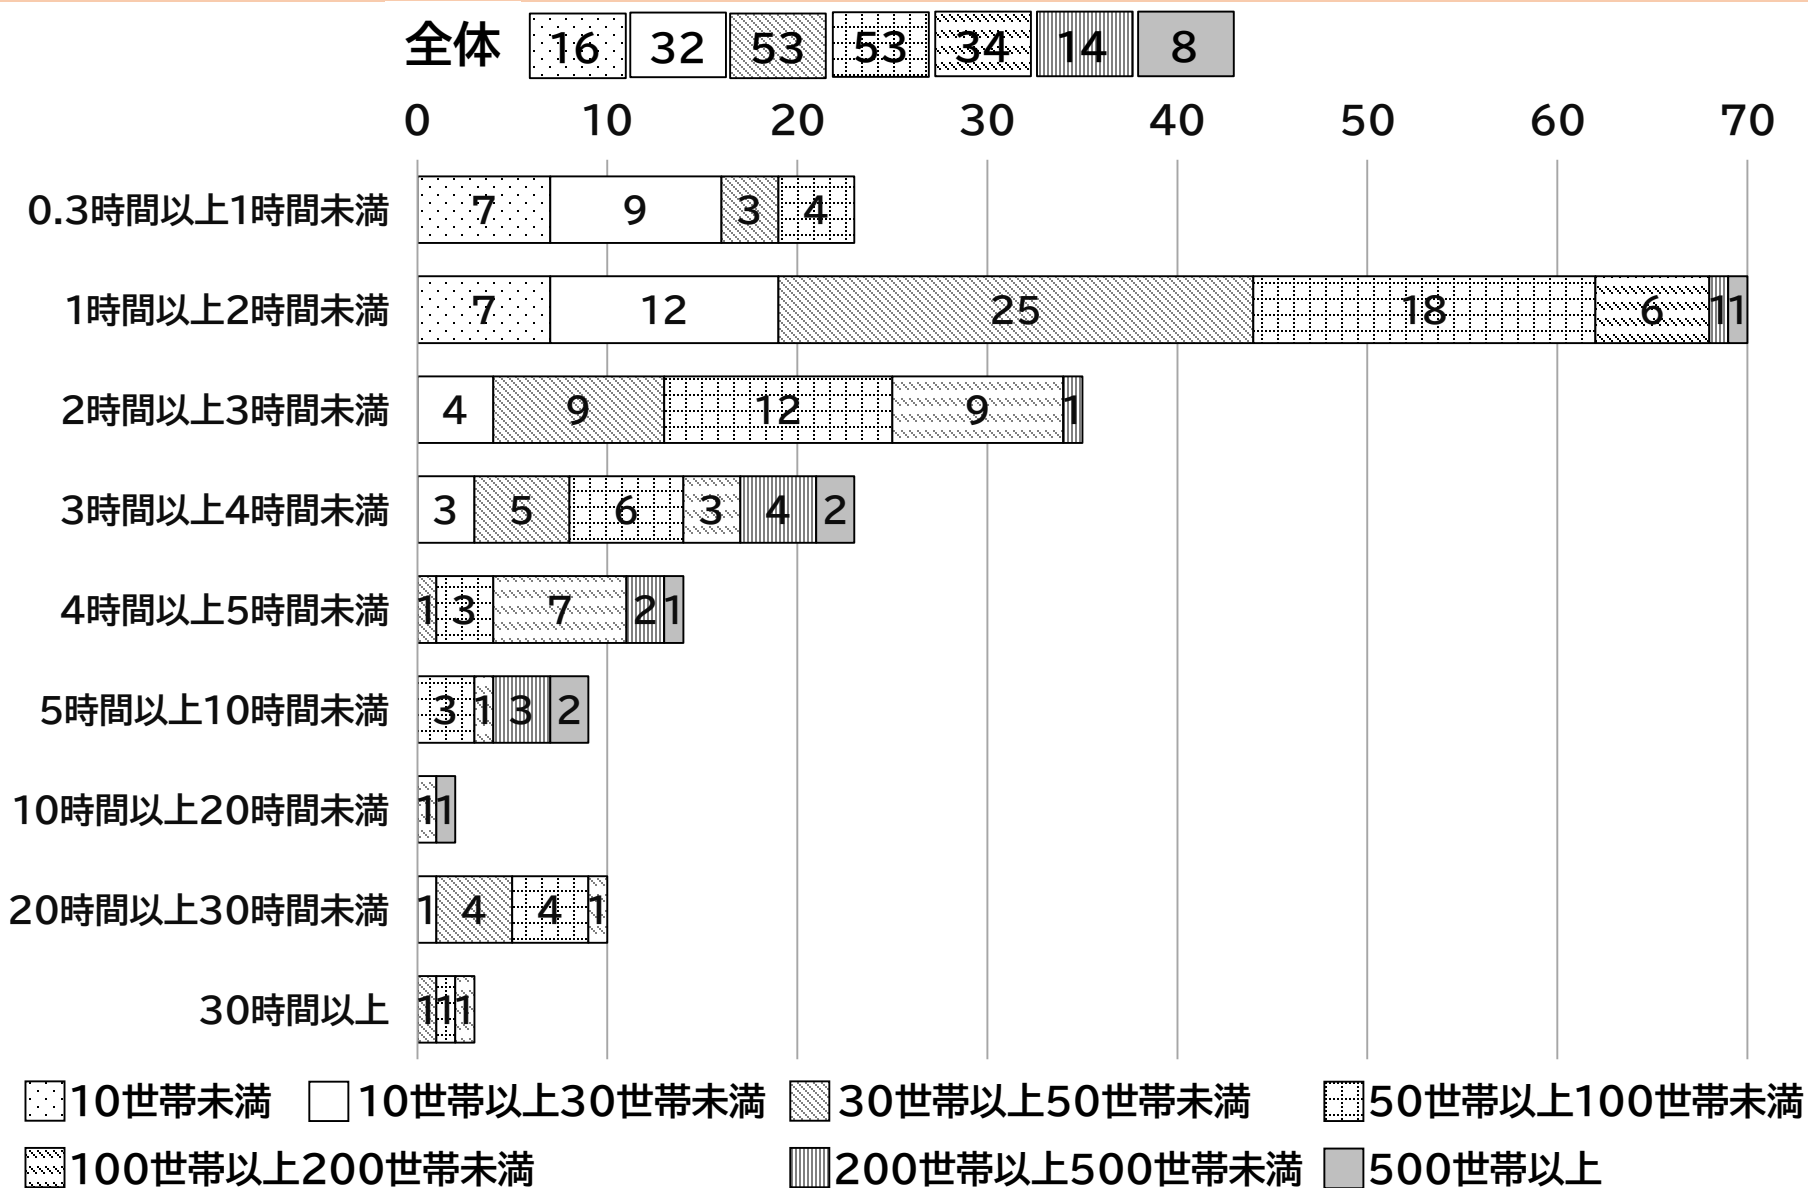 全体 16 32 53 53 34 14 8
0 10 20 30 40 50 60 70
0.3時間以上1時間未満 7 9 3 4
1時間以上2時間未満 7 12 25 18 6 1 1
2時間以上3時間未満 4 9 12 9 1
3時間以上4時間未満 3 5 6 3 4 2
4時間以上5時間未満 1 3 7 2 1
5時間以上10時間未満 3 1 3 2
10時間以上20時間未満 1 1
20時間以上30時間未満 1 4 4 1
30時間以上 1 1 1
10世帯未満 10世帯以上30世帯未満 30世帯以上50世帯未満 50世帯以上100世帯未満
100世帯以上200世帯未満 200世帯以上500世帯未満 500世帯以上